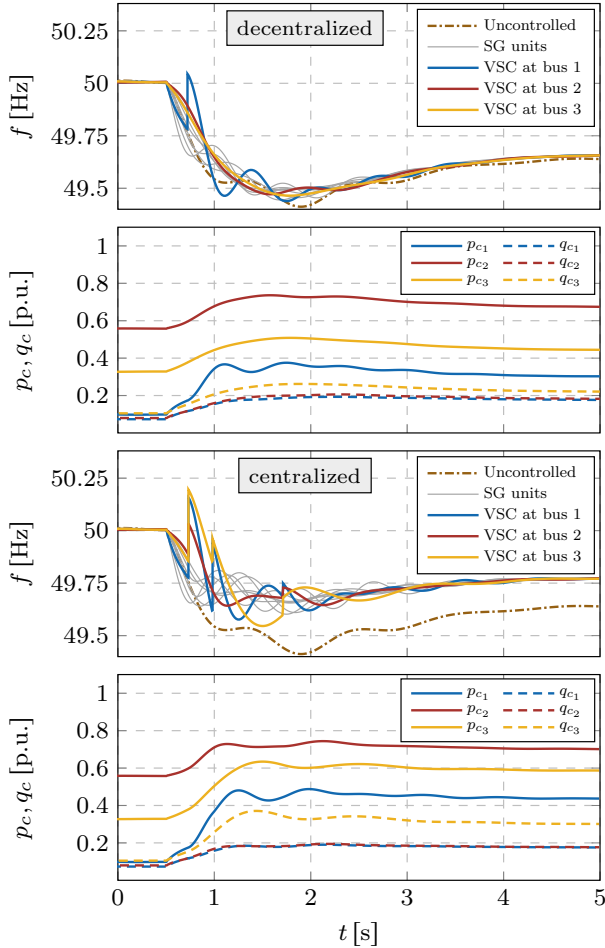 50.25
50
49.75
49.5
f [Hz]
decentralized
Uncontrolled
SG units
VSC at bus 1
VSC at bus 2
VSC at bus 3
1
0.8
0.6
0.4
0.2
p_c, q_c [p.u.]
p_{c_1} q_{c_1}
p_{c_2} q_{c_2}
p_{c_3} q_{c_3}
50.25
50
49.75
49.5
f [Hz]
centralized
Uncontrolled
SG units
VSC at bus 1
VSC at bus 2
VSC at bus 3
1
0.8
0.6
0.4
0.2
p_c, q_c [p.u.]
p_{c_1} q_{c_1}
p_{c_2} q_{c_2}
p_{c_3} q_{c_3}
0 1 2 3 4 5
t [s]